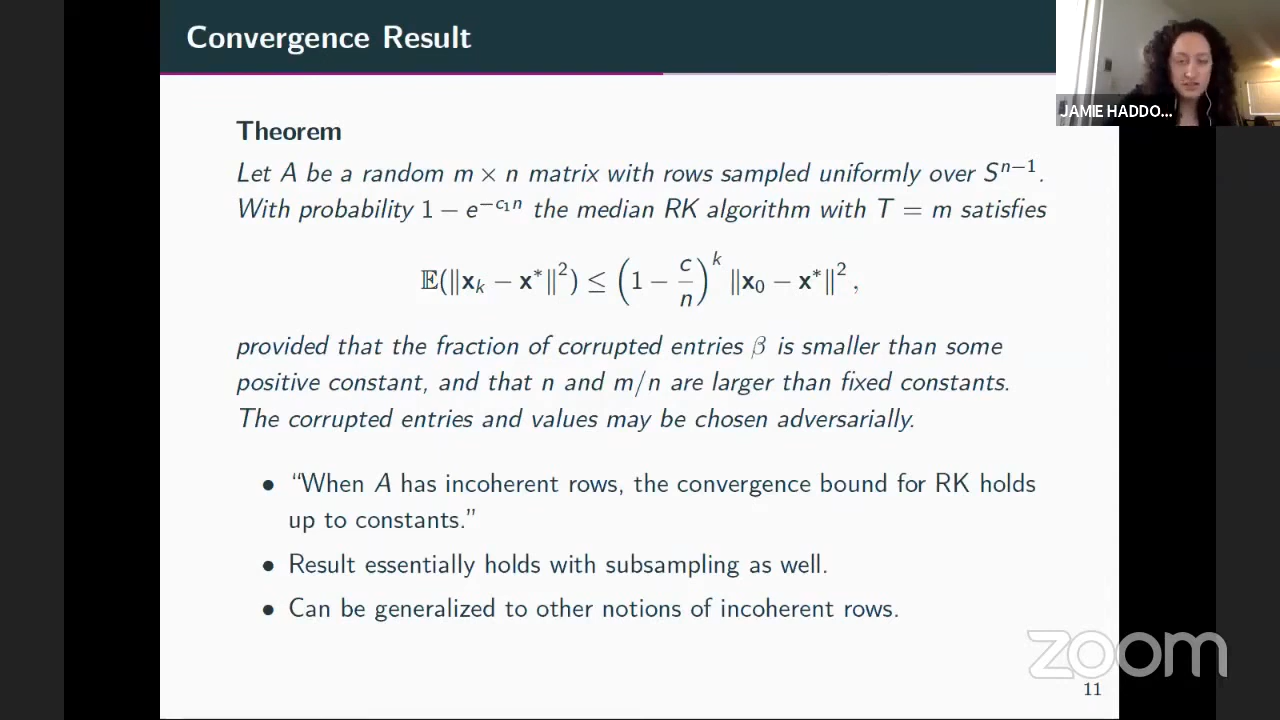 Convergence Result
JAMIE HADDO...
Theorem
Let A be a random m × n matrix with rows sampled uniformly over Sⁿ⁻¹.
With probability 1 − e^{−c₁n} the median RK algorithm with T = m satisfies
𝔼(‖x_k − x*‖²) ≤ (1 − c/n)^k ‖x₀ − x*‖²,
provided that the fraction of corrupted entries β is smaller than some
positive constant, and that n and m/n are larger than fixed constants.
The corrupted entries and values may be chosen adversarially.
• “When A has incoherent rows, the convergence bound for RK holds
up to constants.”
• Result essentially holds with subsampling as well.
• Can be generalized to other notions of incoherent rows.
zoom
11